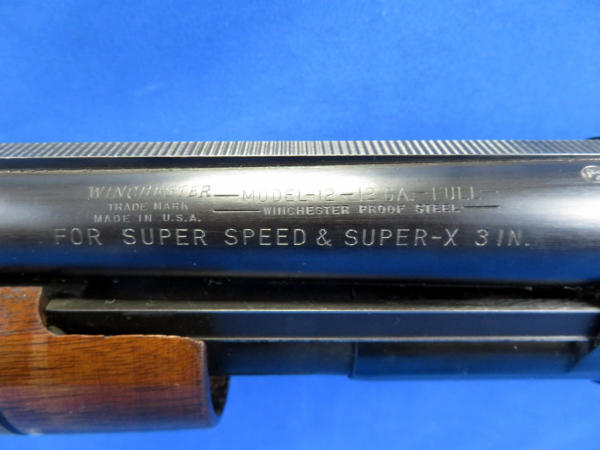 WINCHESTER—MODEL-12-12 GA.-FULL—
TRADE MARK —WINCHESTER PROOF STEEL—
MADE IN U.S.A.
FOR SUPER SPEED & SUPER-X 3 IN.